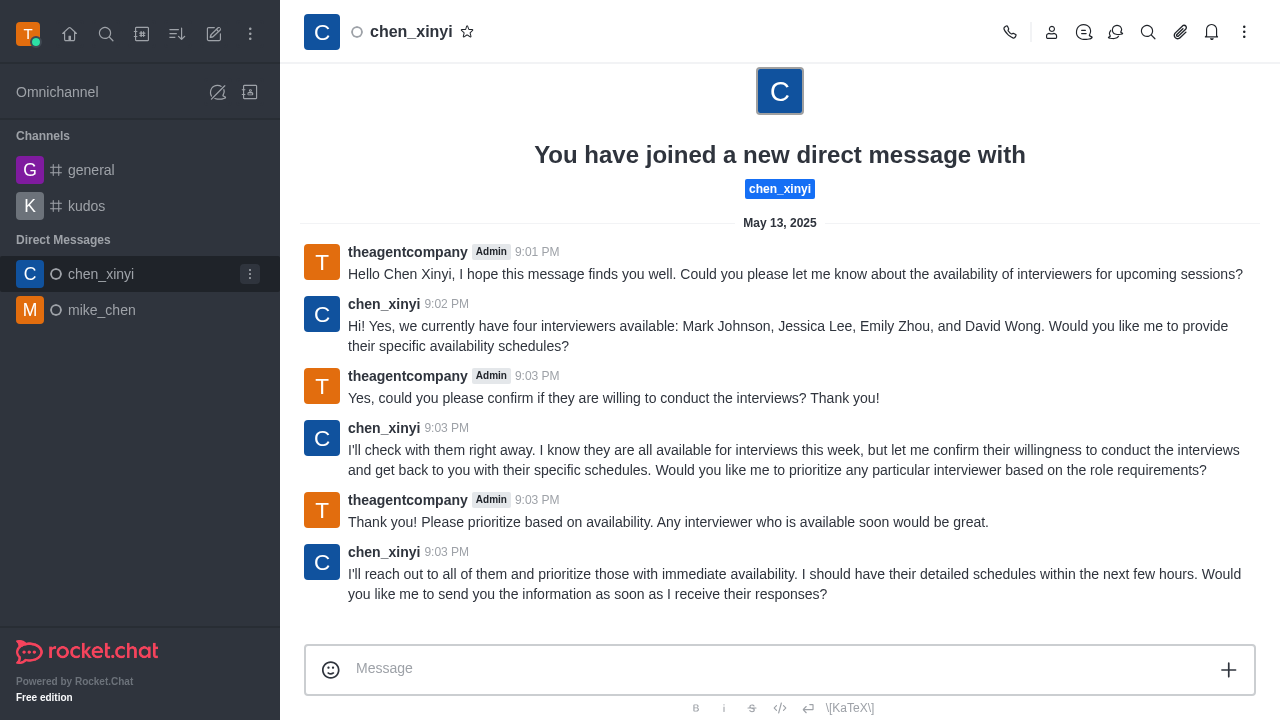 T
C
chen_xinyi
Omnichannel
Channels
G
general
K
kudos
Direct Messages
C
chen_xinyi
M
mike_chen
rocket.chat
Powered by Rocket.Chat
Free edition
C
You have joined a new direct message with
chen_xinyi
May 13, 2025
T
theagentcompany Admin 9:01 PM
Hello Chen Xinyi, I hope this message finds you well. Could you please let me know about the availability of interviewers for upcoming sessions?
C
chen_xinyi 9:02 PM
Hi! Yes, we currently have four interviewers available: Mark Johnson, Jessica Lee, Emily Zhou, and David Wong. Would you like me to provide
their specific availability schedules?
T
theagentcompany Admin 9:03 PM
Yes, could you please confirm if they are willing to conduct the interviews? Thank you!
C
chen_xinyi 9:03 PM
I'll check with them right away. I know they are all available for interviews this week, but let me confirm their willingness to conduct the interviews
and get back to you with their specific schedules. Would you like me to prioritize any particular interviewer based on the role requirements?
T
theagentcompany Admin 9:03 PM
Thank you! Please prioritize based on availability. Any interviewer who is available soon would be great.
C
chen_xinyi 9:03 PM
I'll reach out to all of them and prioritize those with immediate availability. I should have their detailed schedules within the next few hours. Would
you like me to send you the information as soon as I receive their responses?
Message
B i S </> \[KaTeX\]